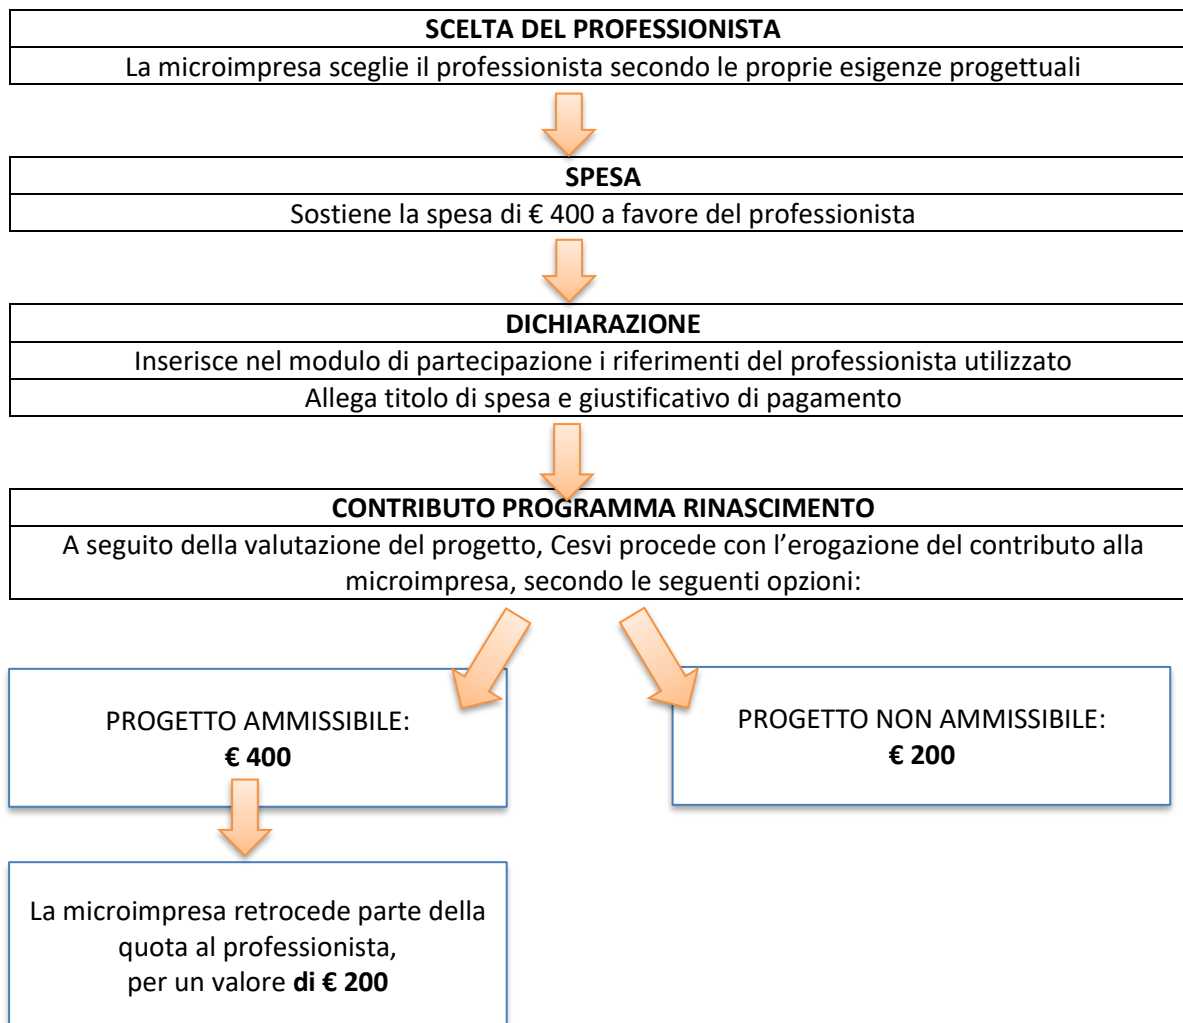 SCELTA DEL PROFESSIONISTA
La microimpresa sceglie il professionista secondo le proprie esigenze progettuali
SPESA
Sostiene la spesa di € 400 a favore del professionista
DICHIARAZIONE
Inserisce nel modulo di partecipazione i riferimenti del professionista utilizzato
Allega titolo di spesa e giustificativo di pagamento
CONTRIBUTO PROGRAMMA RINASCIMENTO
A seguito della valutazione del progetto, Cesvi procede con l’erogazione del contributo alla
microimpresa, secondo le seguenti opzioni:
PROGETTO AMMISSIBILE:
€ 400
PROGETTO NON AMMISSIBILE:
€ 200
La microimpresa retrocede parte della
quota al professionista,
per un valore di € 200